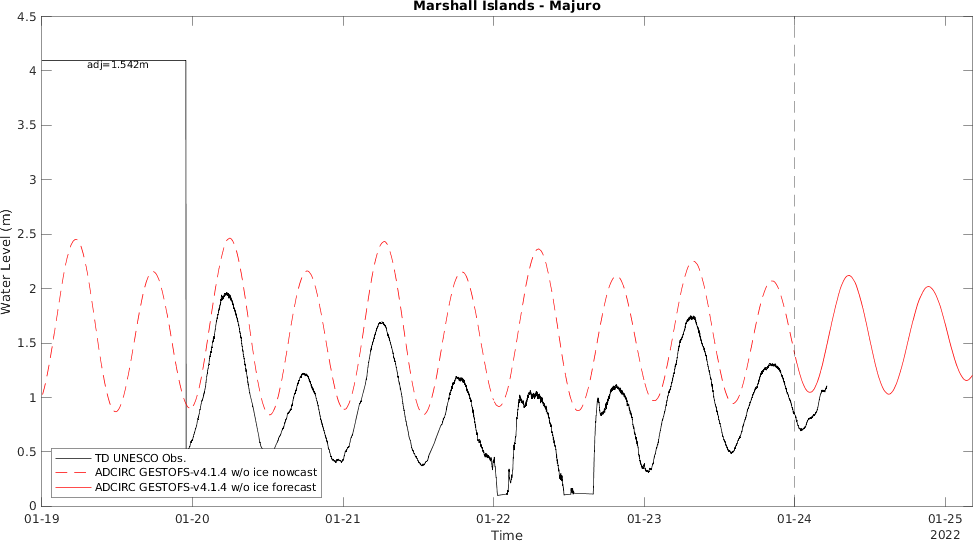 Marshall Islands - Majuro
4.5
4
3.5
3
2.5
2
1.5
1
0.5
0
Water Level (m)
adj=1.542m
TD UNESCO Obs.
ADCIRC GESTOFS-v4.1.4 w/o ice nowcast
ADCIRC GESTOFS-v4.1.4 w/o ice forecast
01-19 01-20 01-21 01-22 01-23 01-24 01-25
Time
2022